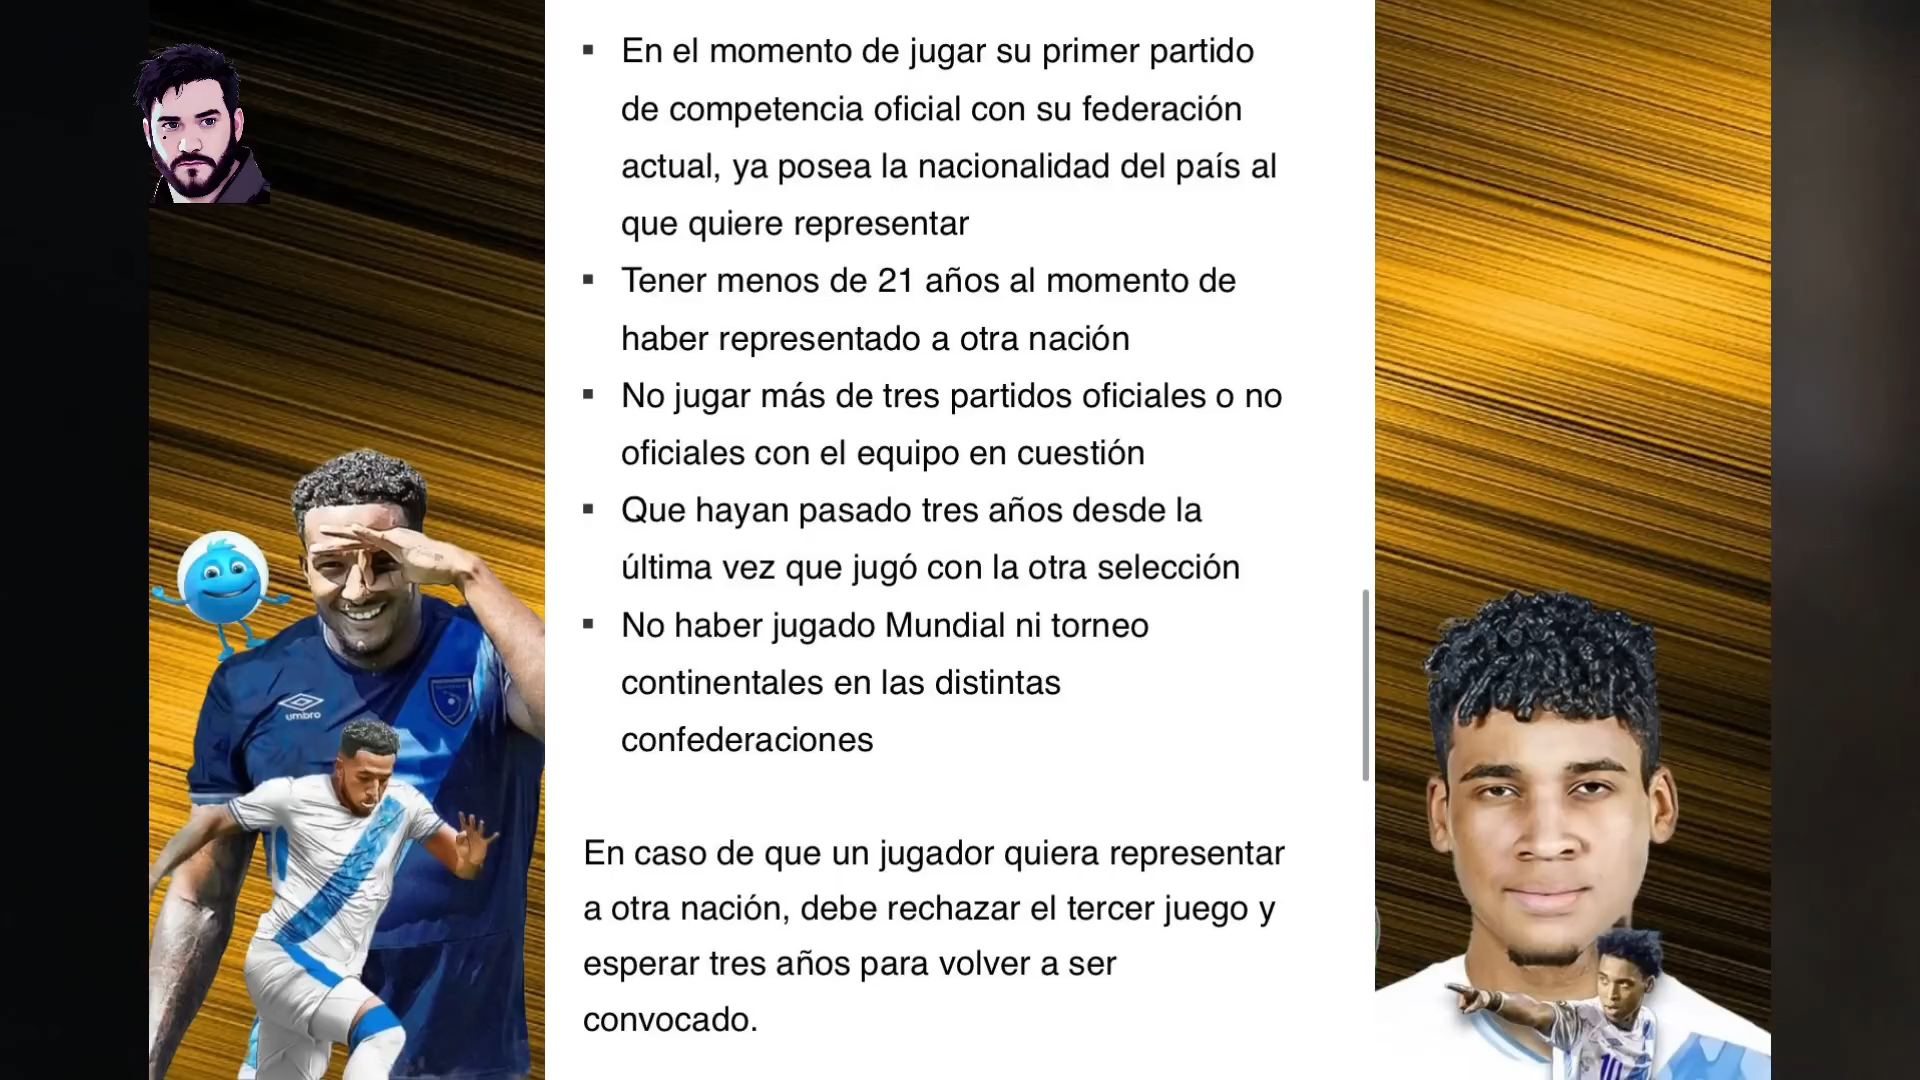 ▪ En el momento de jugar su primer partido
de competencia oficial con su federación
actual, ya posea la nacionalidad del país al
que quiere representar
▪ Tener menos de 21 años al momento de
haber representado a otra nación
▪ No jugar más de tres partidos oficiales o no
oficiales con el equipo en cuestión
▪ Que hayan pasado tres años desde la
última vez que jugó con la otra selección
▪ No haber jugado Mundial ni torneo
continentales en las distintas
confederaciones
En caso de que un jugador quiera representar
a otra nación, debe rechazar el tercer juego y
esperar tres años para volver a ser
convocado.
umbro